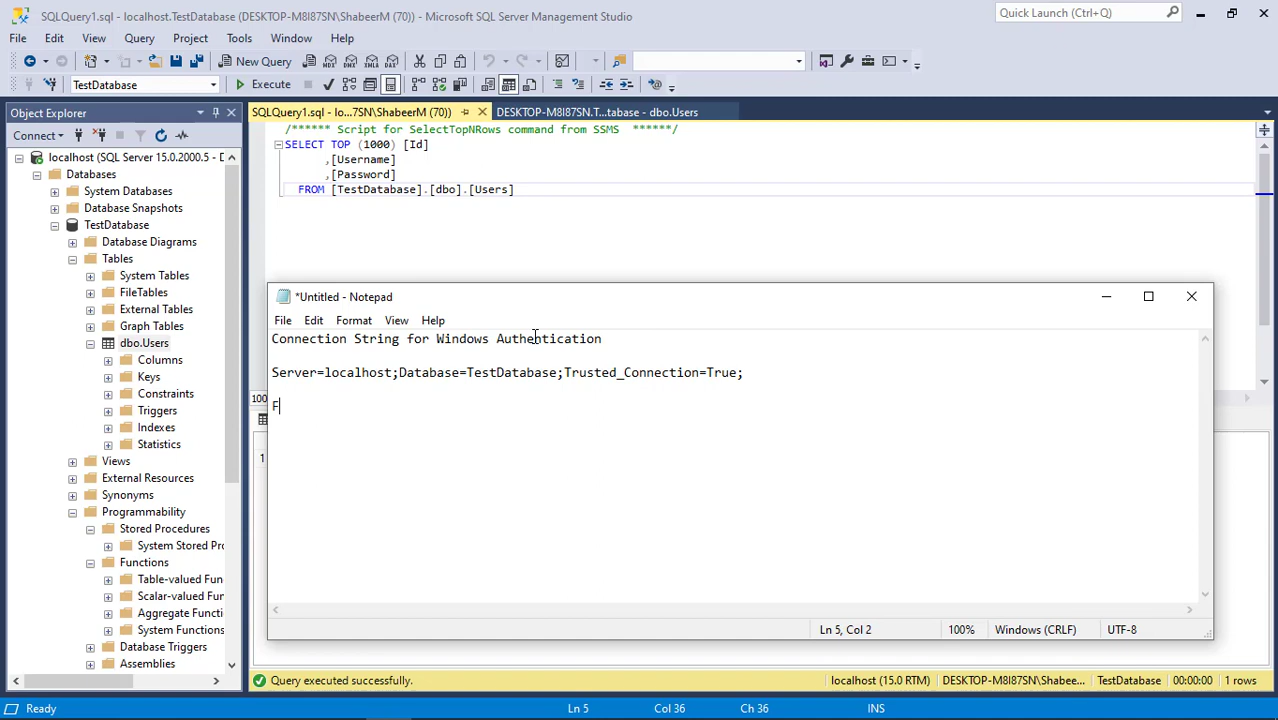 SQLQuery1.sql - localhost.TestDatabase (DESKTOP-M8I87SN\ShabeerM (70)) - Microsoft SQL Server Management Studio
Quick Launch (Ctrl+Q)
File Edit View Query Project Tools Window Help
New Query
TestDatabase
Execute
Object Explorer
Connect
localhost (SQL Server 15.0.2000.5 - D
Databases
System Databases
Database Snapshots
TestDatabase
Database Diagrams
Tables
System Tables
FileTables
External Tables
Graph Tables
dbo.Users
Columns
Keys
Constraints
Triggers
Indexes
Statistics
Views
External Resources
Synonyms
Programmability
Stored Procedures
System Stored Pr
Functions
Table-valued Fun
Scalar-valued Fun
Aggregate Functi
System Functions
Database Triggers
Assemblies
SQLQuery1.sql - lo...7SN\ShabeerM (70))
DESKTOP-M8I87SN.T...tabase - dbo.Users
/****** Script for SelectTopNRows command from SSMS ******/
SELECT TOP (1000) [Id]
,[Username]
,[Password]
FROM [TestDatabase].[dbo].[Users]
100
1
*Untitled - Notepad
File Edit Format View Help
Connection String for Windows Authentication
Server=localhost;Database=TestDatabase;Trusted_Connection=True;
F
Ln 5, Col 2 100% Windows (CRLF) UTF-8
Query executed successfully.
localhost (15.0 RTM) DESKTOP-M8I87SN\Shabee... TestDatabase 00:00:00 1 rows
Ready Ln 5 Col 36 Ch 36 INS